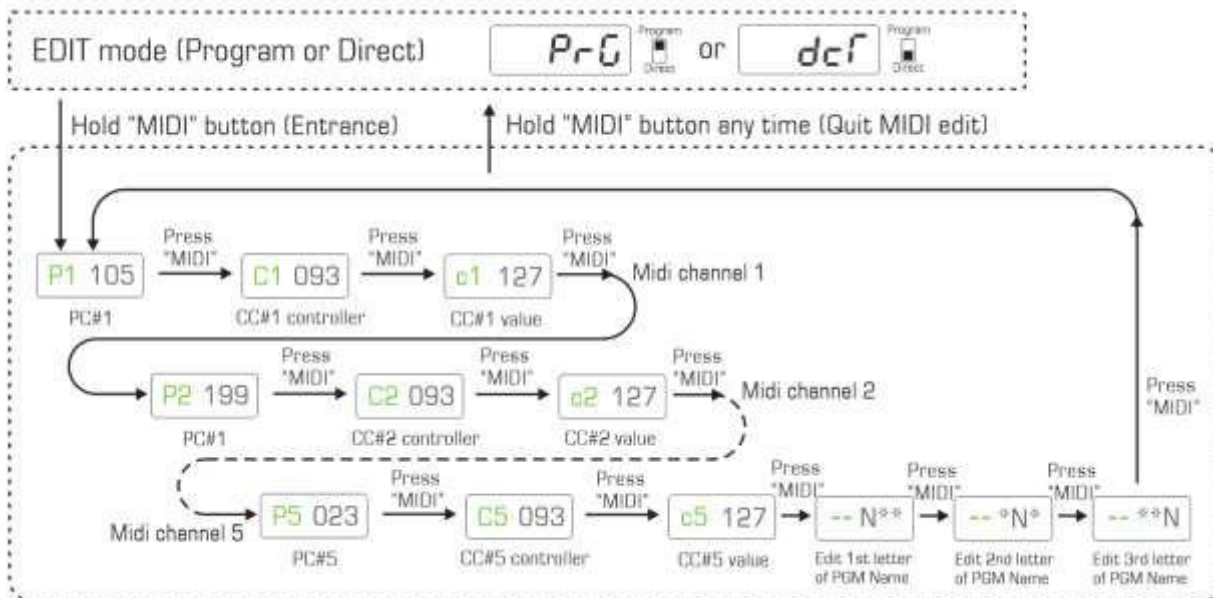 Program
EDIT mode (Program or Direct) PrG or dcT
Direct
Program
Direct
Hold "MIDI" button (Entrance)
Hold "MIDI" button any time (Quit MIDI edit)
Press
"MIDI"
Press
"MIDI"
Press
"MIDI"
Midi channel 1
P1 105
C1 093
c1 127
PC#1
CC#1 controller
CC#1 value
Press
"MIDI"
Press
"MIDI"
Press
"MIDI"
Midi channel 2
P2 199
C2 093
c2 127
PC#1
CC#2 controller
CC#2 value
Press
"MIDI"
Press
"MIDI"
Press
"MIDI"
Press
"MIDI"
Press
"MIDI"
Press
"MIDI"
Midi channel 5
P5 023
C5 093
c5 127
-- N**
-- *N*
-- **N
PC#5
CC#5 controller
CC#5 value
Edit 1st letter
of PGM Name
Edit 2nd letter
of PGM Name
Edit 3rd letter
of PGM Name